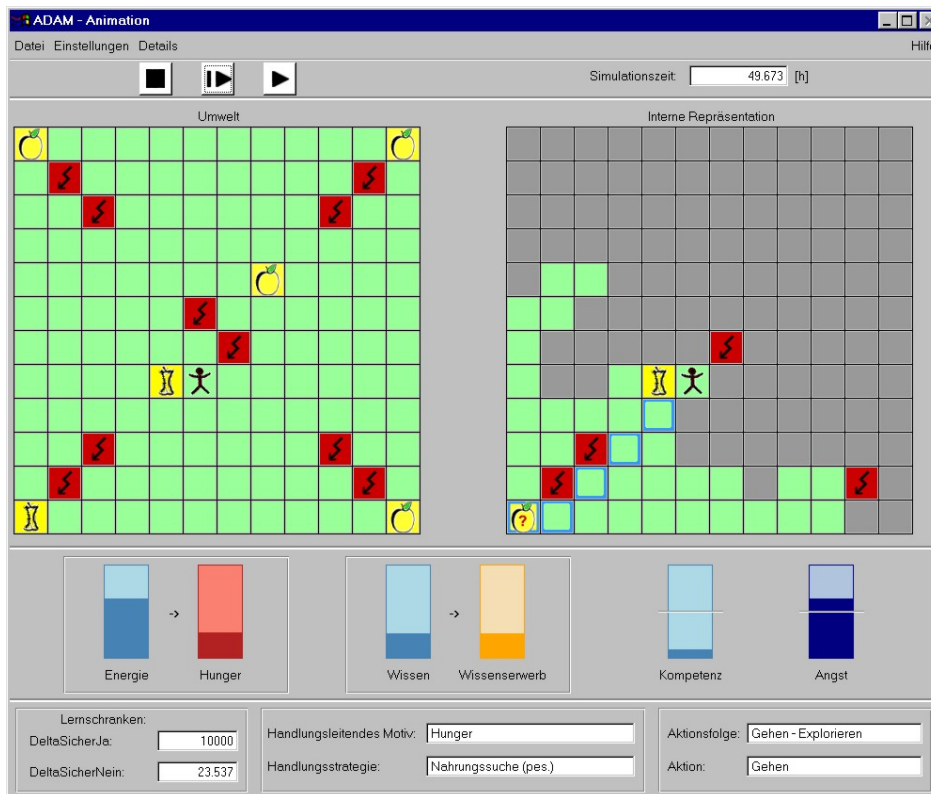 ADAM - Animation
Datei Einstellungen Details Hilfe
Simulationszeit: 49.673 [h]
Umwelt Interne Repräsentation
?
-> ->
Energie Hunger Wissen Wissenserwerb Kompetenz Angst
Lernschranken:
DeltaSicherJa: 10000
DeltaSicherNein: 23.537
Handlungsleitendes Motiv: Hunger
Handlungsstrategie: Nahrungssuche (pes.)
Aktionsfolge: Gehen - Explorieren
Aktion: Gehen